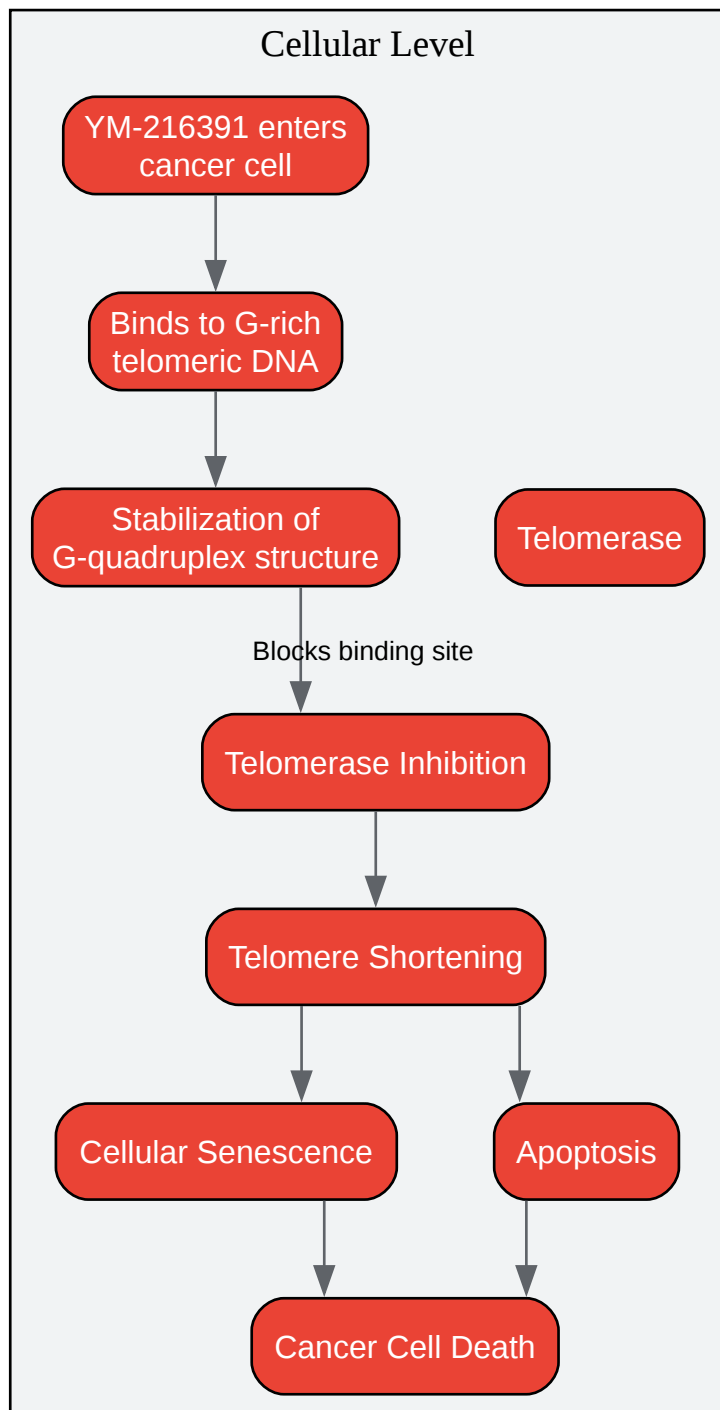 Cellular Level
YM-216391 enters
cancer cell
Binds to G-rich
telomeric DNA
Stabilization of
G-quadruplex structure
Telomerase
Blocks binding site
Telomerase Inhibition
Telomere Shortening
Cellular Senescence
Apoptosis
Cancer Cell Death